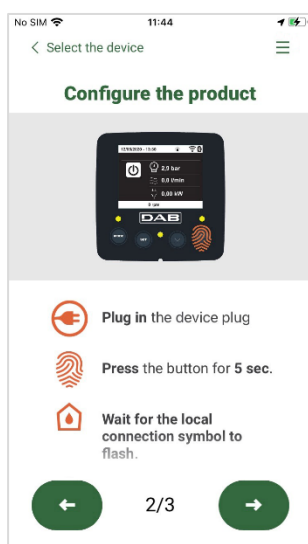 No SIM 11:44
Select the device
Configure the product
2,9 bar
0.0 l/min
0,00 kW
DAB
Plug in the device plug
Press the button for 5 sec.
Wait for the local
connection symbol to
flash.
2/3